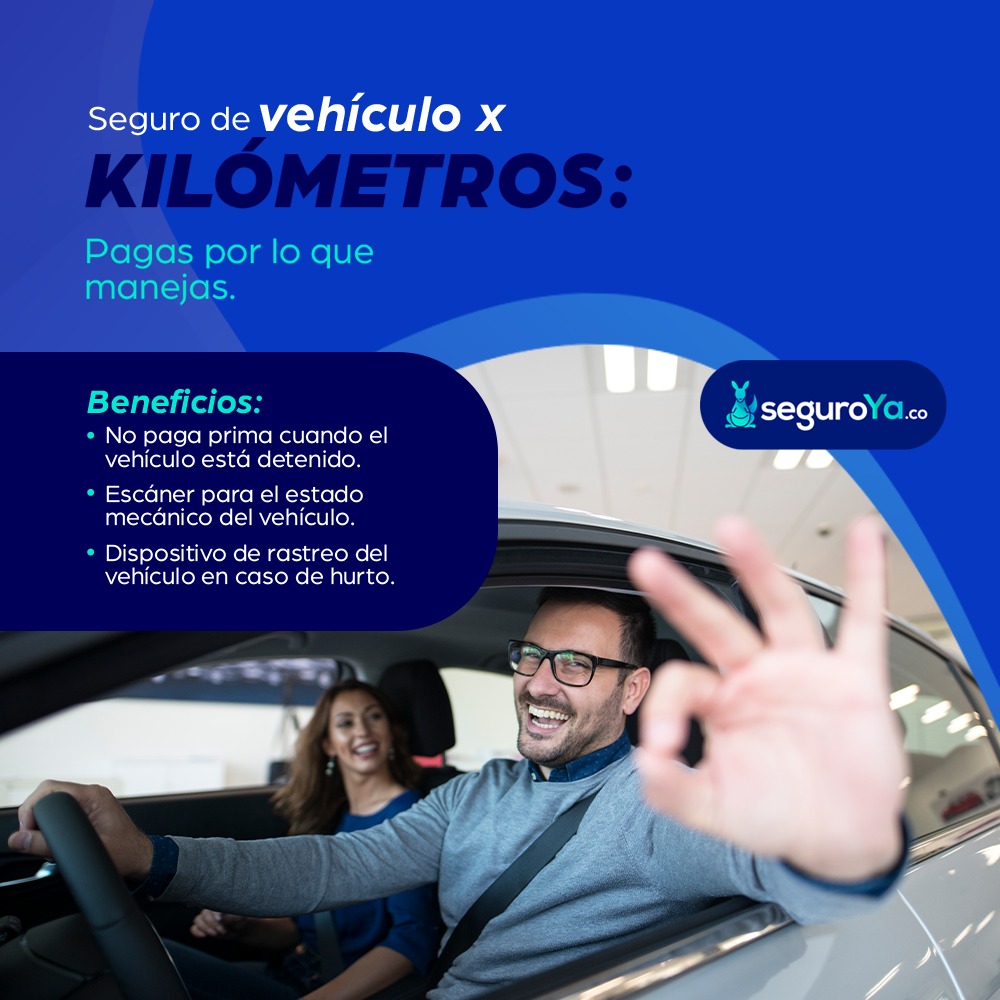 Seguro de vehículo x
KILÓMETROS:
Pagas por lo que
manejas.
Beneficios:
• No paga prima cuando el
vehículo está detenido.
• Escáner para el estado
mecánico del vehículo.
• Dispositivo de rastreo del
vehículo en caso de hurto.
seguroYa.co